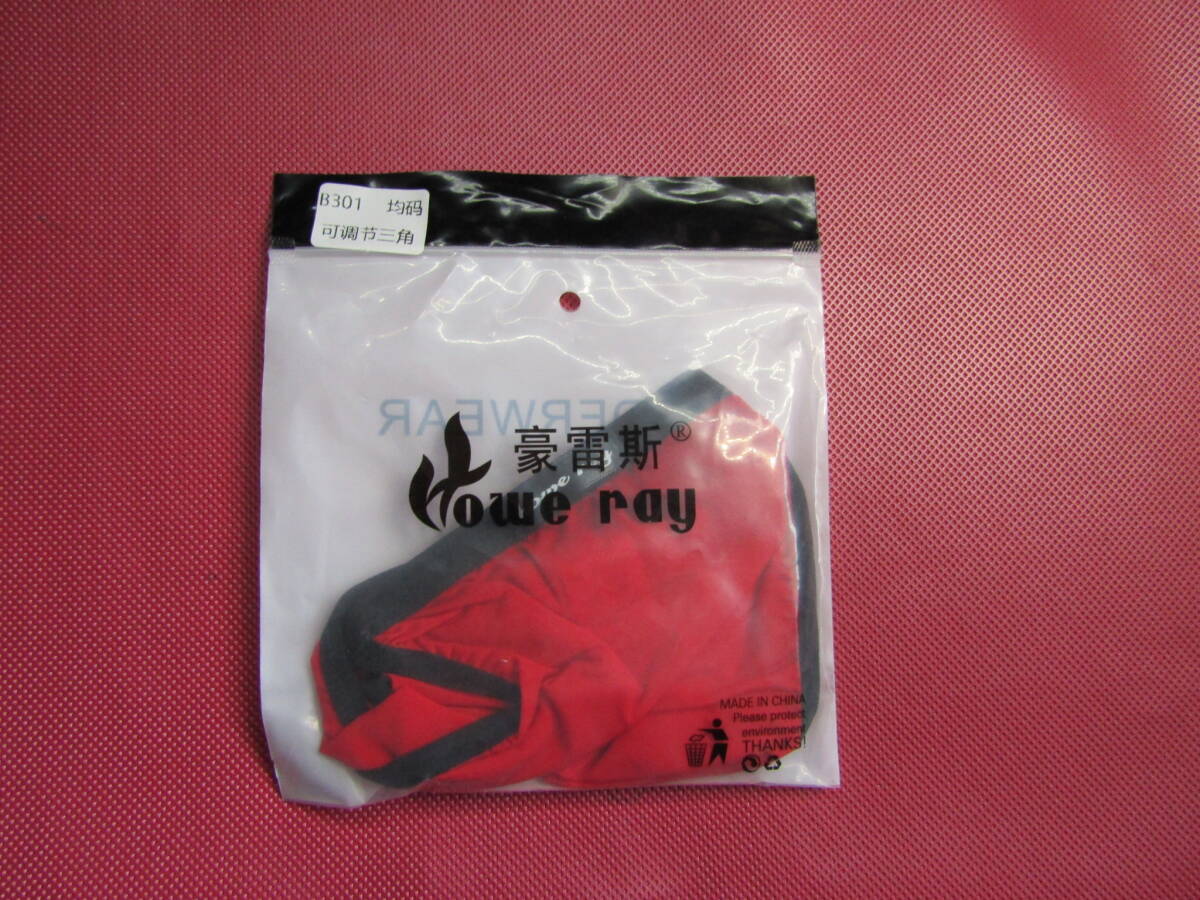 B301 均码
可调节三角
DERWEAR
豪雷斯®
Howe ray
MADE IN CHINA
Please protect
environment
THANKS!